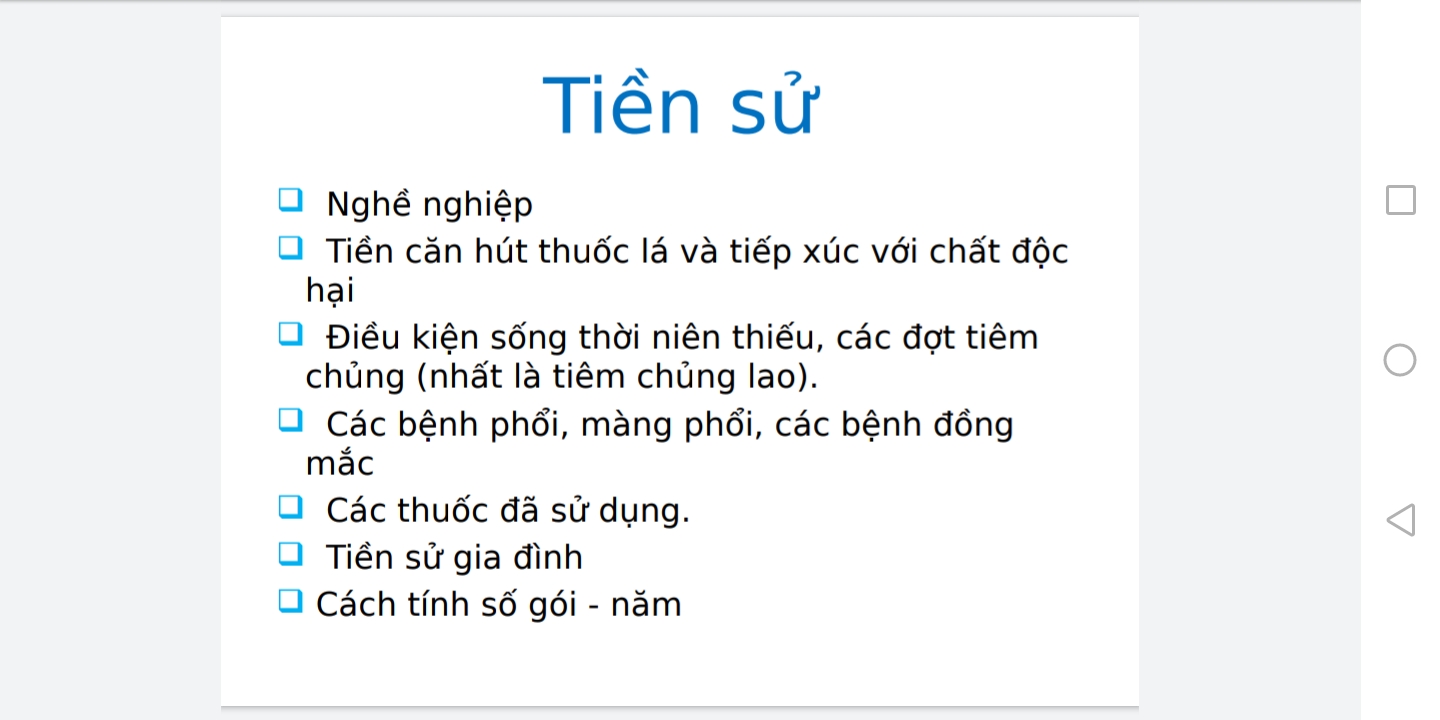 Tiền sử
Nghề nghiệp
Tiền căn hút thuốc lá và tiếp xúc với chất độc
hại
Điều kiện sống thời niên thiếu, các đợt tiêm
chủng (nhất là tiêm chủng lao).
Các bệnh phổi, màng phổi, các bệnh đồng
mắc
Các thuốc đã sử dụng.
Tiền sử gia đình
Cách tính số gói - năm